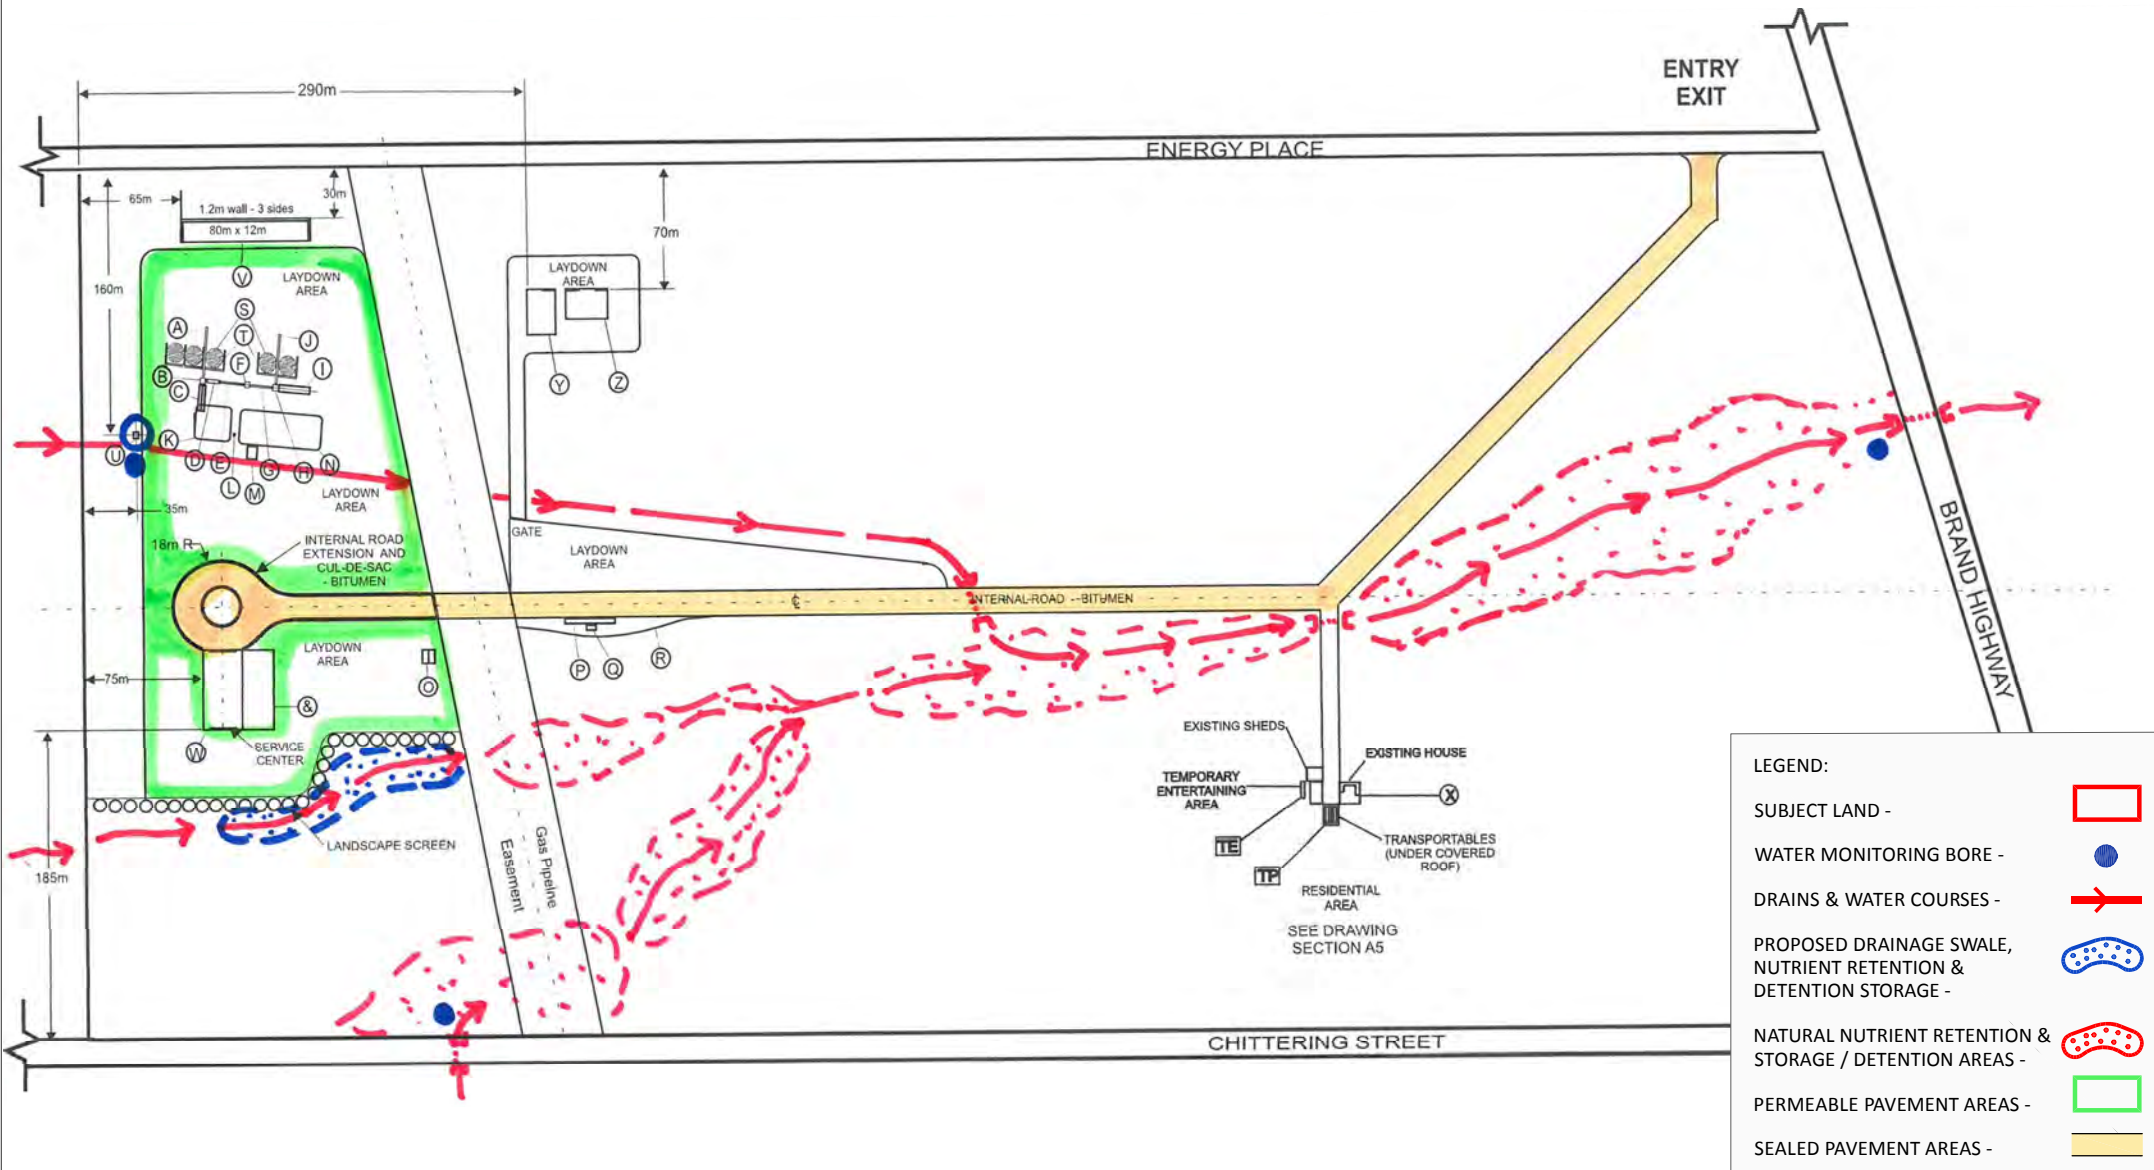 ENTRY
EXIT
290m
ENERGY PLACE
65m
30m
1.2m wall - 3 sides
80m x 12m
70m
160m
LAYDOWN
AREA
V
LAYDOWN
AREA
S
A
T
J
F
I
B
C
Y
Z
K
U
D
E
G
H
N
L
M
LAYDOWN
AREA
35m
BRAND HIGHWAY
GATE
18m R
INTERNAL ROAD
EXTENSION AND
CUL-DE-SAC
- BITUMEN
LAYDOWN
AREA
INTERNAL ROAD - BITUMEN
LAYDOWN
AREA
P
Q
R
75m
O
&
W
SERVICE
CENTER
EXISTING SHEDS
EXISTING HOUSE
TEMPORARY
ENTERTAINING
AREA
X
LANDSCAPE SCREEN
Gas Pipeline
Easement
TE
TRANSPORTABLES
(UNDER COVERED
ROOF)
TP
185m
RESIDENTIAL
AREA
SEE DRAWING
SECTION A5
CHITTERING STREET
LEGEND:
SUBJECT LAND -
WATER MONITORING BORE -
DRAINS & WATER COURSES -
PROPOSED DRAINAGE SWALE,
NUTRIENT RETENTION &
DETENTION STORAGE -
NATURAL NUTRIENT RETENTION &
STORAGE / DETENTION AREAS -
PERMEABLE PAVEMENT AREAS -
SEALED PAVEMENT AREAS -